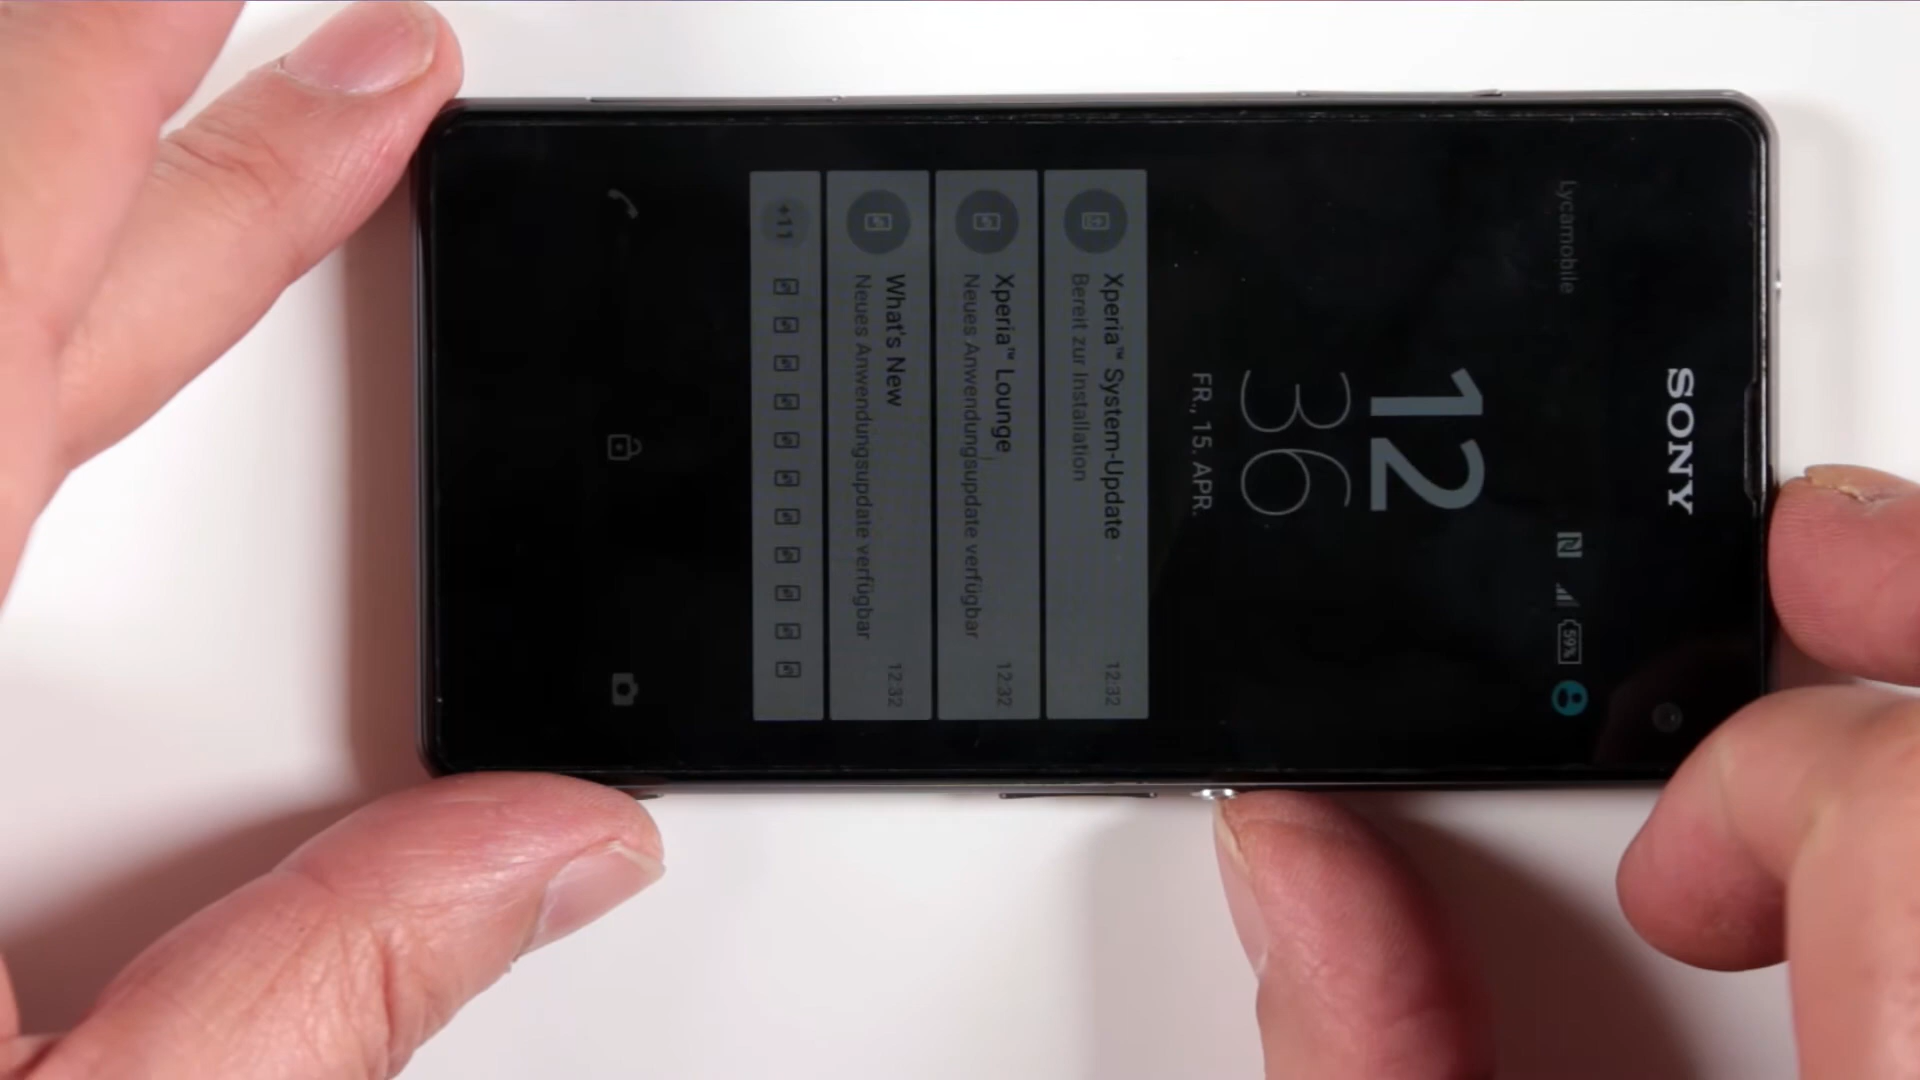 SONY
Lycamobile
59%
12
36
FR., 15. APR.
Xperia™ System-Update
12:32
Bereit zur Installation
Xperia™ Lounge
12:32
Neues Anwendungsupdate verfügbar
What's New
12:32
Neues Anwendungsupdate verfügbar
+11